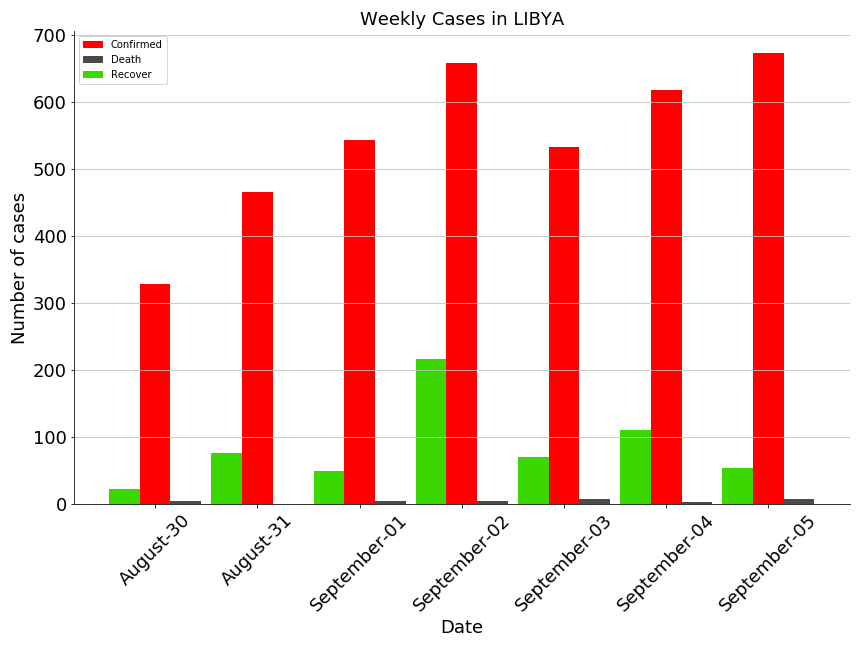 Weekly Cases in LIBYA
Confirmed
Death
Recover
Number of cases
700
600
500
400
300
200
100
0
August-30
August-31
September-01
September-02
September-03
September-04
September-05
Date